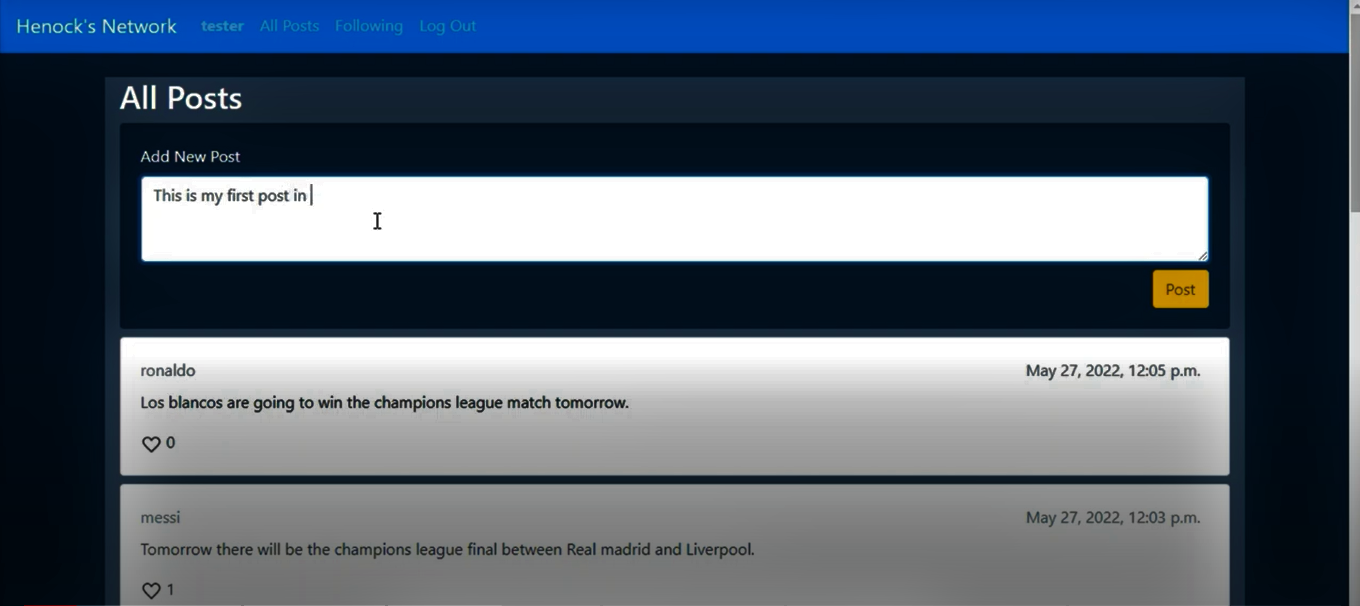 Henock's Network tester All Posts Following Log Out
All Posts
Add New Post
This is my first post in
Post
ronaldo May 27, 2022, 12:05 p.m.
Los blancos are going to win the champions league match tomorrow.
0
messi May 27, 2022, 12:03 p.m.
Tomorrow there will be the champions league final between Real madrid and Liverpool.
1